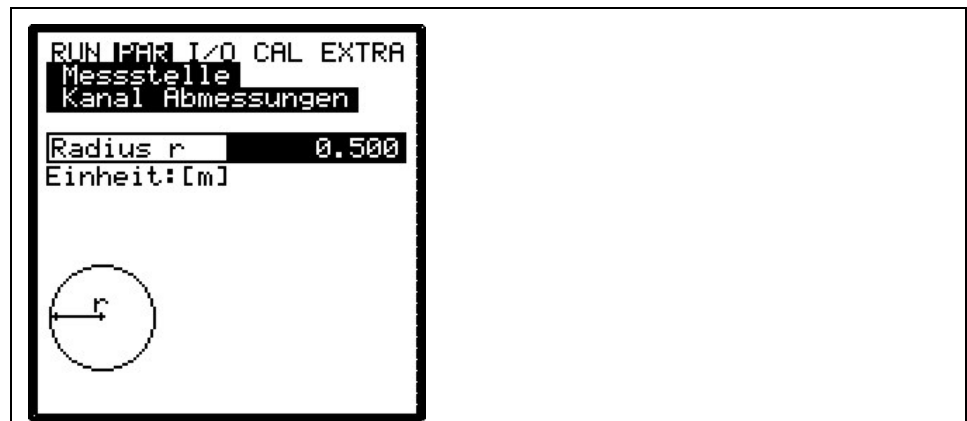 RUN PAR I/O CAL EXTRA
Messstelle
Kanal Abmessungen
Radius r 0.500
Einheit:[m]
r